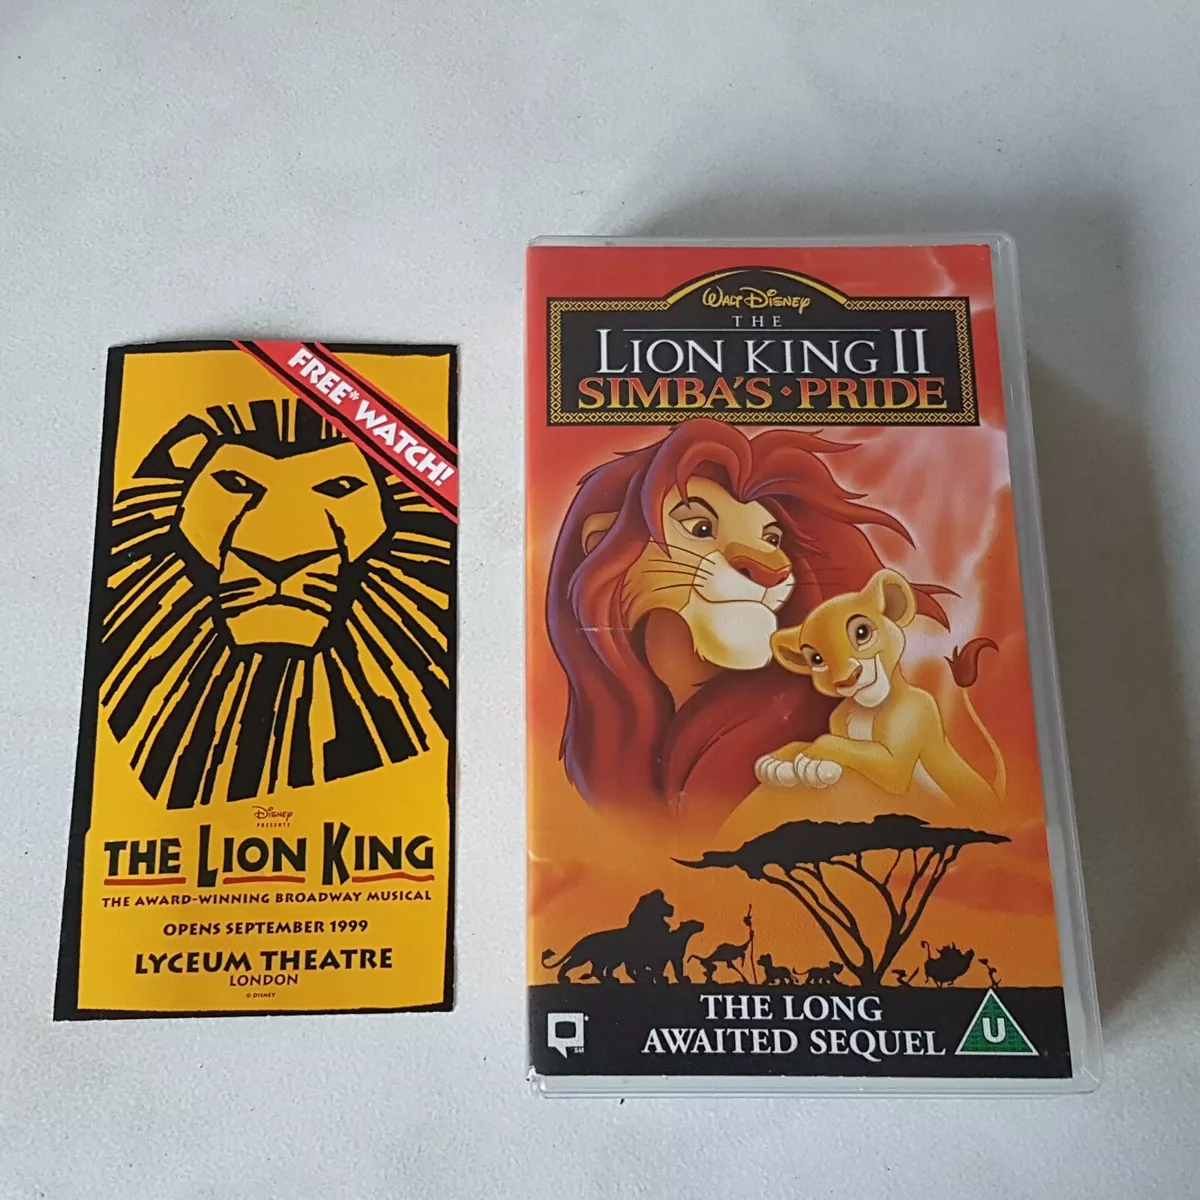 FREE* WATCH!
DISNEY
PRESENTS
THE LION KING
THE AWARD-WINNING BROADWAY MUSICAL
OPENS SEPTEMBER 1999
LYCEUM THEATRE
LONDON
© DISNEY
WALT DISNEY
THE
LION KING II
SIMBA'S · PRIDE
THE LONG
AWAITED SEQUEL
SM
U